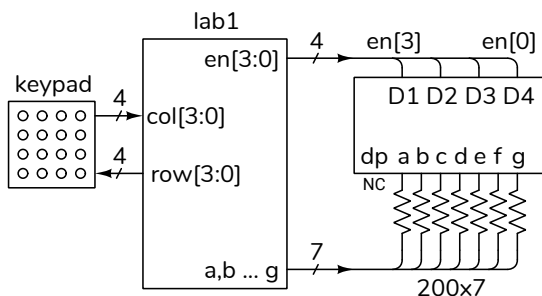 lab1
en[3:0]
4
en[3]
en[0]
keypad
D1 D2 D3 D4
4
col[3:0]
4
row[3:0]
dp a b c d e f g
NC
a,b ... g
7
200x7